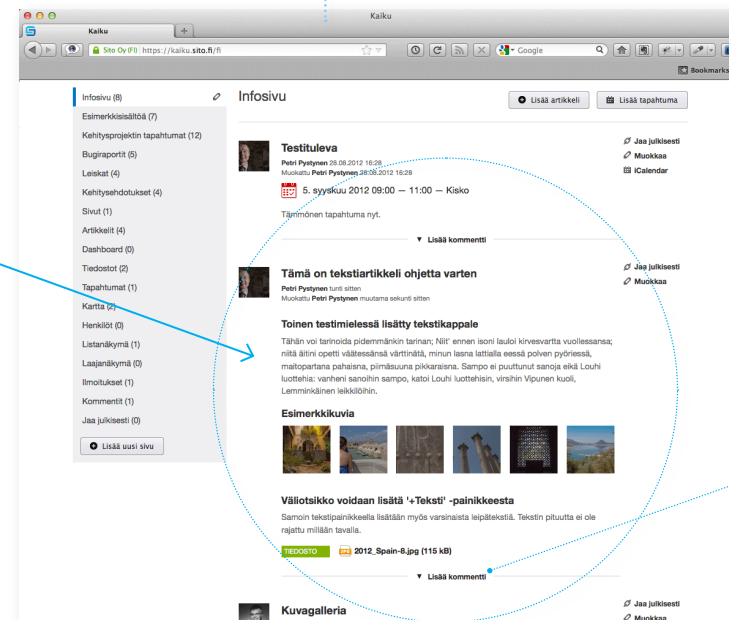 Kaiku
Kaiku
Sito Oy (FI) https://kaiku.sito.fi/fi
Google
Bookmarks
Infosivu (8)
Esimerkkisisältöä (7)
Kehitysprojektin tapahtumat (12)
Bugiraportit (5)
Leiskat (4)
Kehitysehdotukset (4)
Sivut (1)
Artikkelit (4)
Dashboard (0)
Tiedostot (2)
Tapahtumat (1)
Kartta (2)
Henkilöt (0)
Listanäkymä (1)
Laajanäkymä (0)
Ilmoitukset (1)
Kommentit (1)
Jaa julkisesti (0)
Lisää uusi sivu
Infosivu
Lisää artikkeli
Lisää tapahtuma
Testituleva
Petri Pystynen 28.08.2012 16:28
Muokattu Petri Pystynen 28.08.2012 16:28
5. syyskuu 2012 09:00 — 11:00 — Kisko
Tämmönen tapahtuma nyt.
Jaa julkisesti
Muokkaa
iCalendar
▼ Lisää kommentti
Tämä on tekstiartikkeli ohjetta varten
Petri Pystynen tunti sitten
Muokattu Petri Pystynen muutama sekunti sitten
Jaa julkisesti
Muokkaa
Toinen testimielessä lisätty tekstikappale
Tähän voi tarinoida pidemmänkin tarinan; Niit' ennen isoni lauloi kirvesvartta vuollessansa;
niitä äitini opetti väätessänsä värttinätä, minun lasna lattialla eessä polven pyöriessä,
maitopartana pahaisna, piimäsuuna pikkaraisna. Sampo ei puuttunut sanoja eikä Louhi
luottehia: vanheni sanoihin sampo, katoi Louhi luottehisin, virsihin Vipunen kuoli,
Lemminkäinen leikkilöihin.
Esimerkkikuvia
Väliotsikko voidaan lisätä '+Teksti' -painikkeesta
Samoin tekstipainikkeella lisätään myös varsinaista leipätekstiä. Tekstin pituutta ei ole
rajattu millään tavalla.
TIEDOSTO
2012_Spain-8.jpg (115 kB)
▼ Lisää kommentti
Kuvagalleria
Jaa julkisesti
Muokkaa